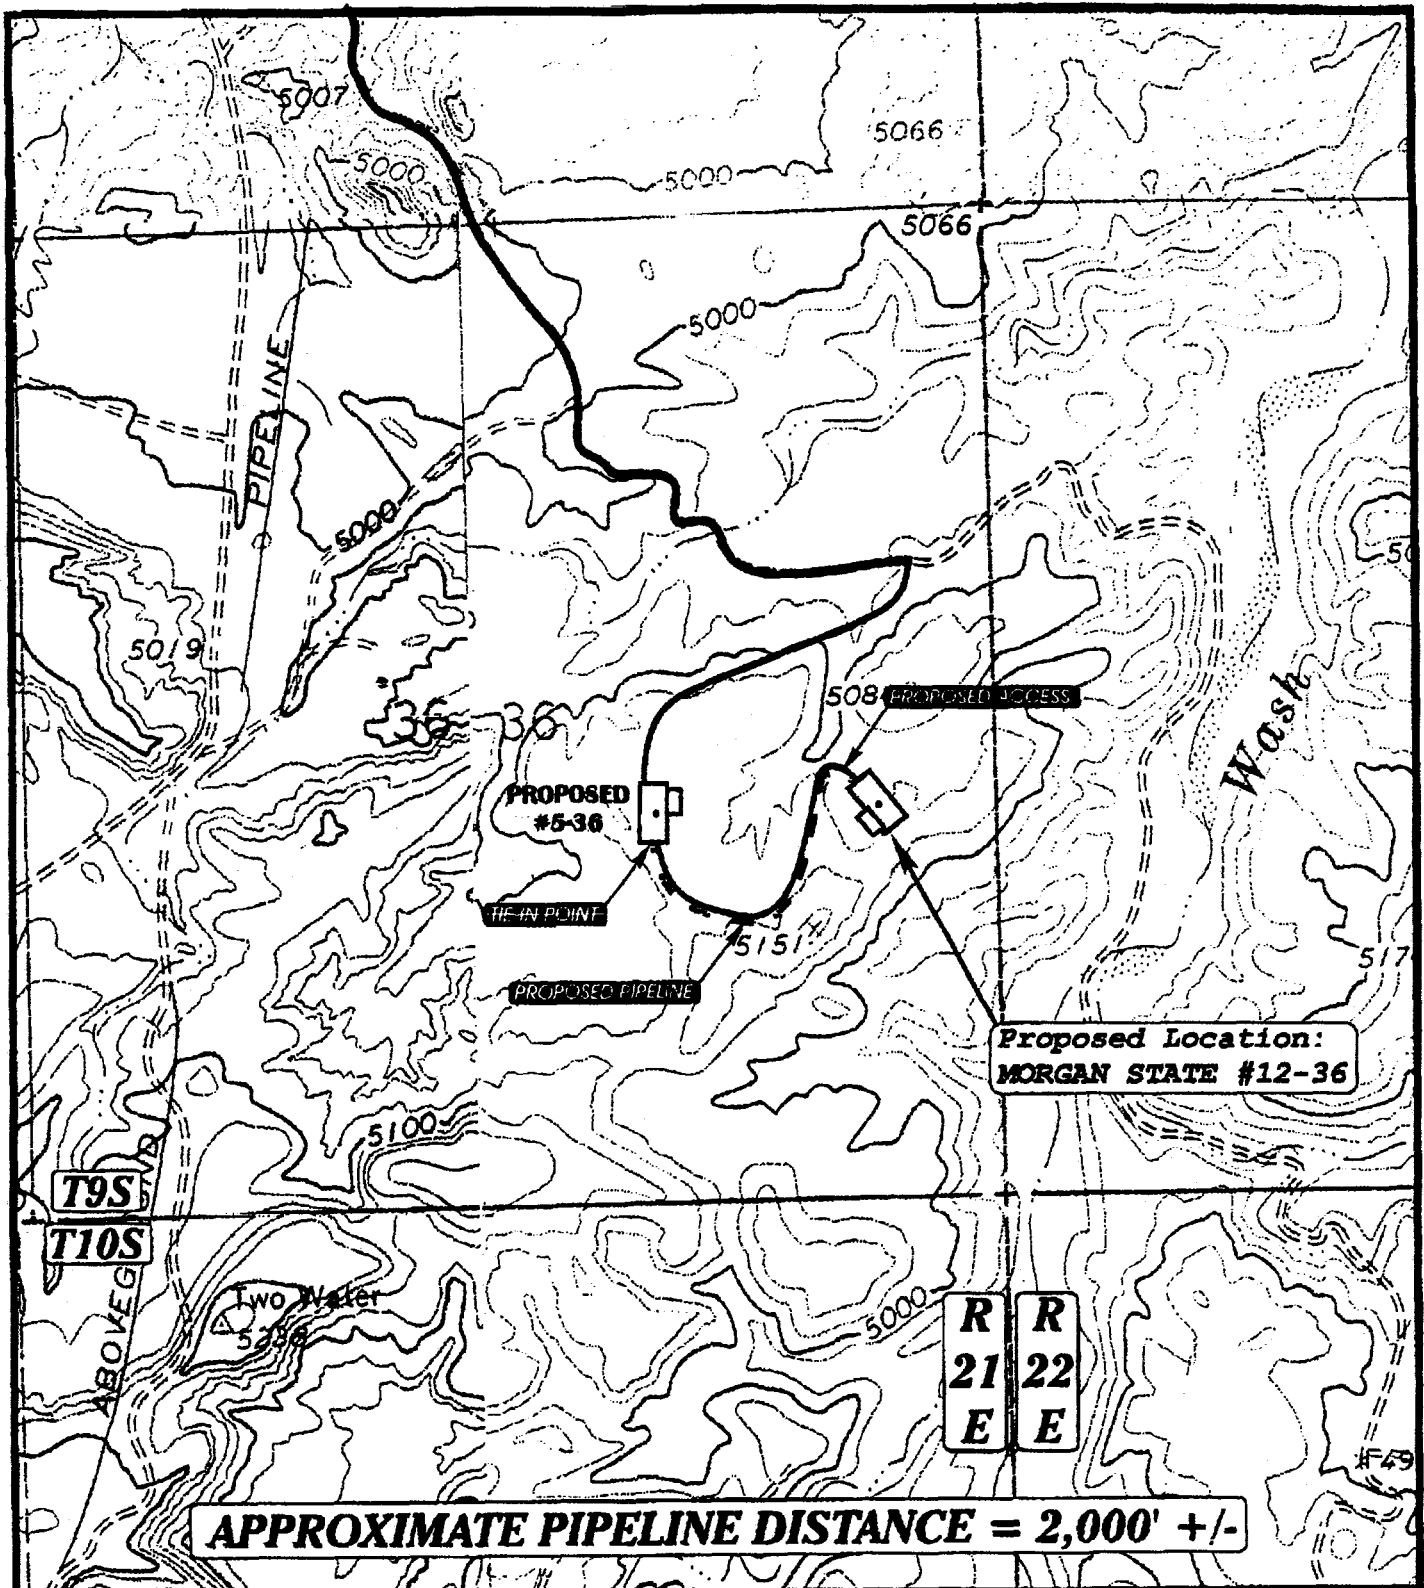 5007
5066
5000
5000
5066
5000
PIPELINE
5000
5019
508
PROPOSED ACCESS
36
36
Wash
PROPOSED
#5-36
TIE-IN POINT
5151
517
PROPOSED PIPELINE
Proposed Location:
MORGAN STATE #12-36
5100
T9S
T10S
Two Water
5000
R
21
E
R
22
E
APPROXIMATE PIPELINE DISTANCE = 2,000' +/-